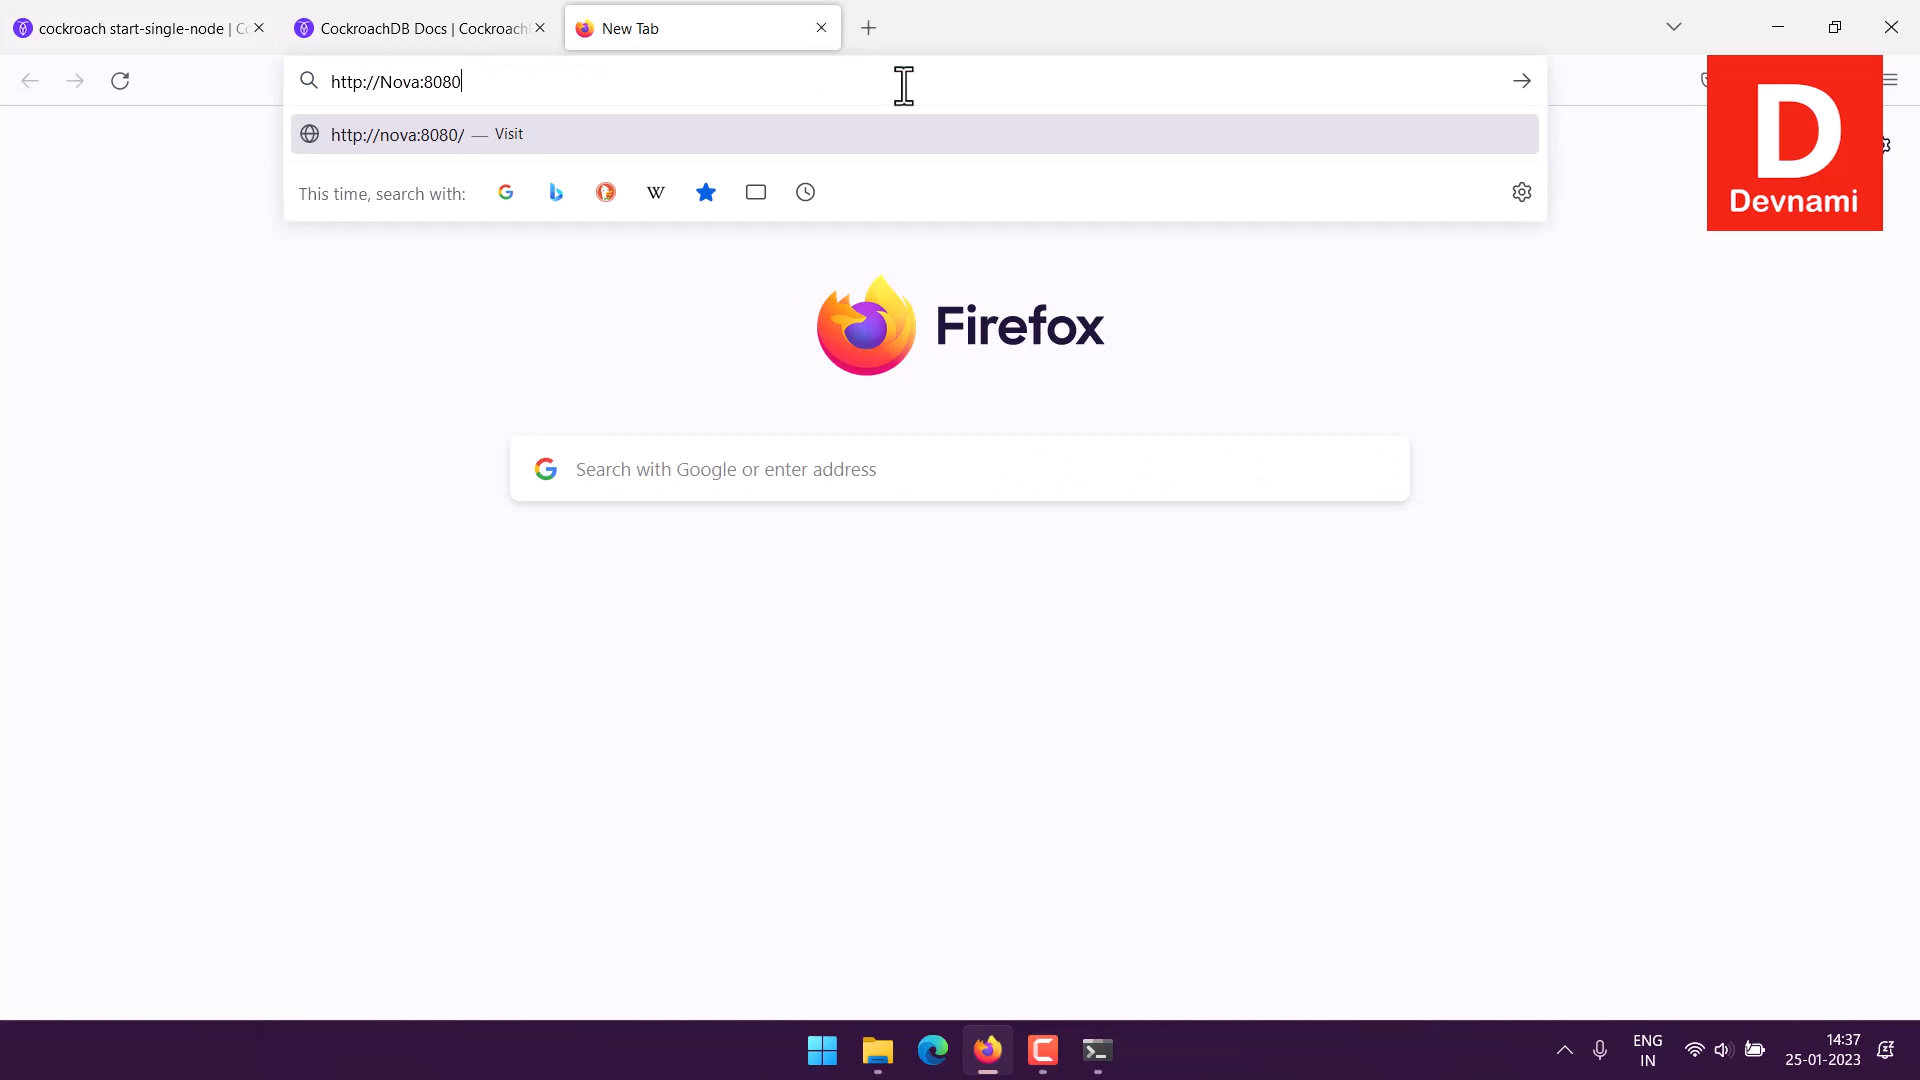 cockroach start-single-node | Co
CockroachDB Docs | Cockroach
New Tab
http://Nova:8080
http://nova:8080/ — Visit
This time, search with:
D
Devnami
Firefox
Search with Google or enter address
ENG
IN
14:37
25-01-2023